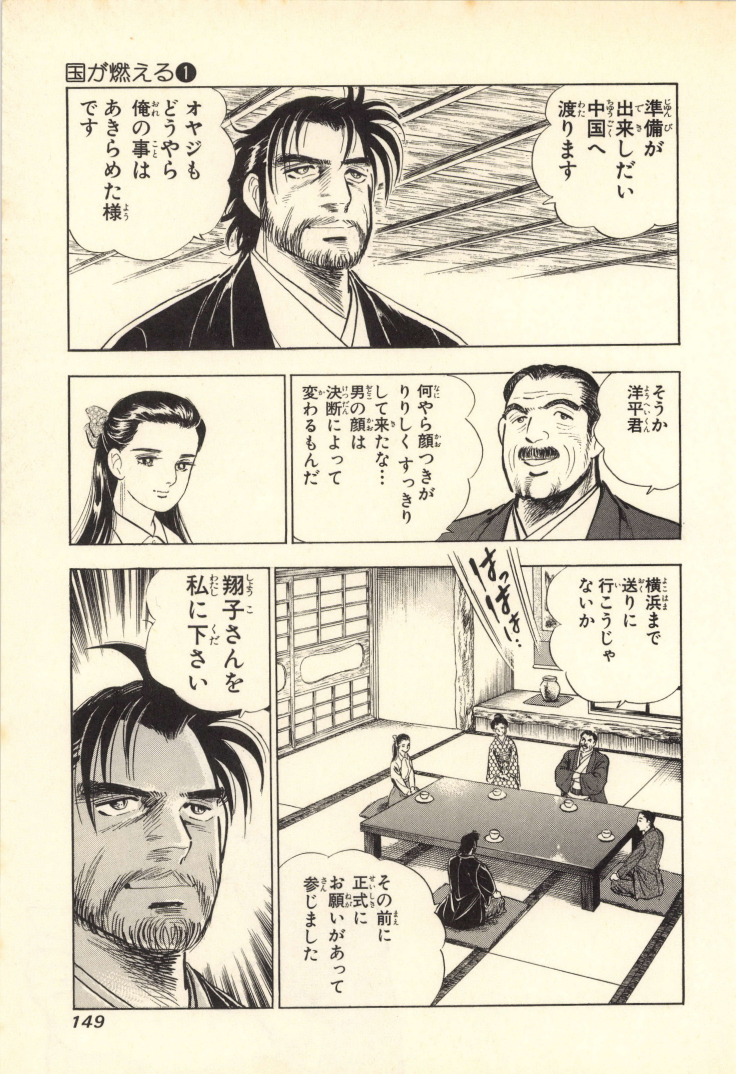 国が燃える❶
準備が
出来しだい
中国へ
渡ります
オヤジも
どうやら
俺の事は
あきらめた様
です
そうか
洋平君
何やら顔つきが
りりしくすっきり
して来たな…
男の顔は
決断によって
変わるもんだ
横浜まで
送りに
行こうじゃ
ないか
はっはっは…
その前に
正式に
お願いがあって
参じました
翔子さんを
私に下さい
149